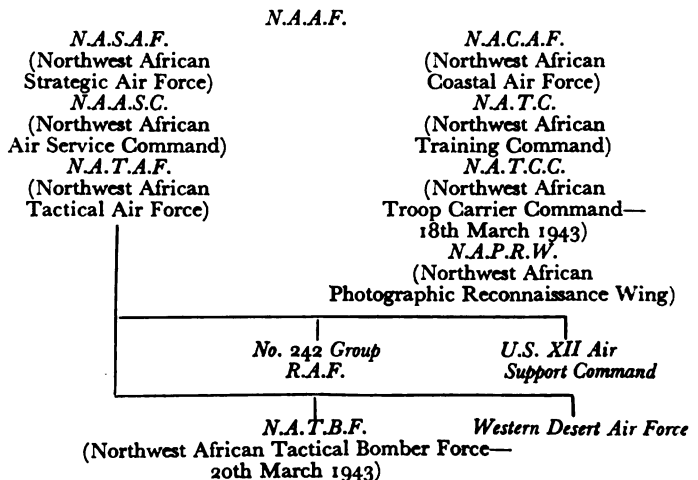 N.A.A.F.
N.A.S.A.F.
(Northwest African
Strategic Air Force)
N.A.A.S.C.
(Northwest African
Air Service Command)
N.A.T.A.F.
(Northwest African
Tactical Air Force)
N.A.C.A.F.
(Northwest African
Coastal Air Force)
N.A.T.C.
(Northwest African
Training Command)
N.A.T.C.C.
(Northwest African
Troop Carrier Command—
18th March 1943)
N.A.P.R.W.
(Northwest African
Photographic Reconnaissance Wing)
No. 242 Group
R.A.F.
U.S. XII Air
Support Command
N.A.T.B.F.
(Northwest African Tactical Bomber Force—
20th March 1943)
Western Desert Air Force